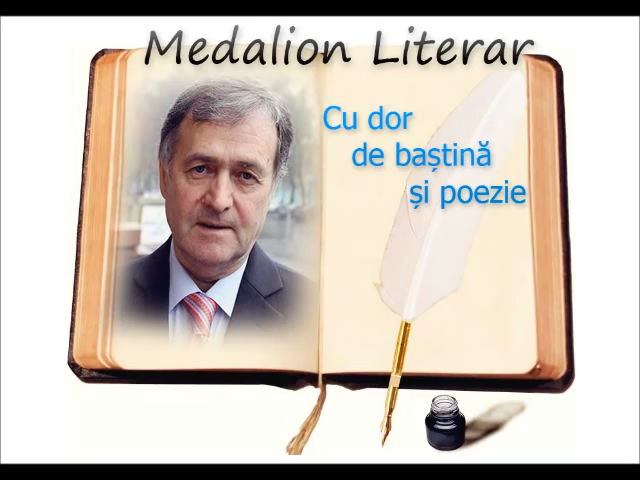 Medalion Literar
Cu dor
de baștină
și poezie